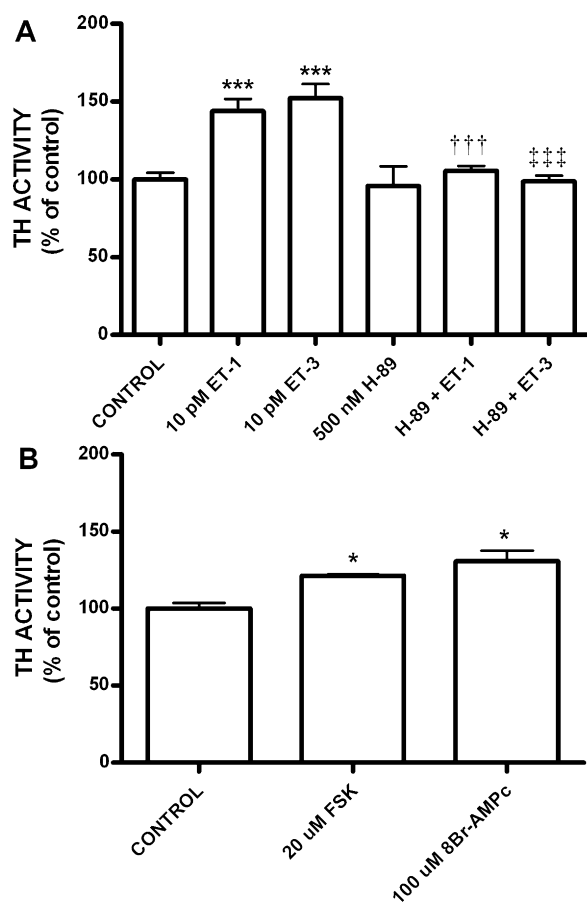 A
TH ACTIVITY
(% of control)
200
150
100
50
0
***
***
†††
‡‡‡
CONTROL
10 pM ET-1
10 pM ET-3
500 nM H-89
H-89 + ET-1
H-89 + ET-3
B
TH ACTIVITY
(% of control)
200
150
100
50
0
*
*
CONTROL
20 uM FSK
100 uM 8Br-AMPc